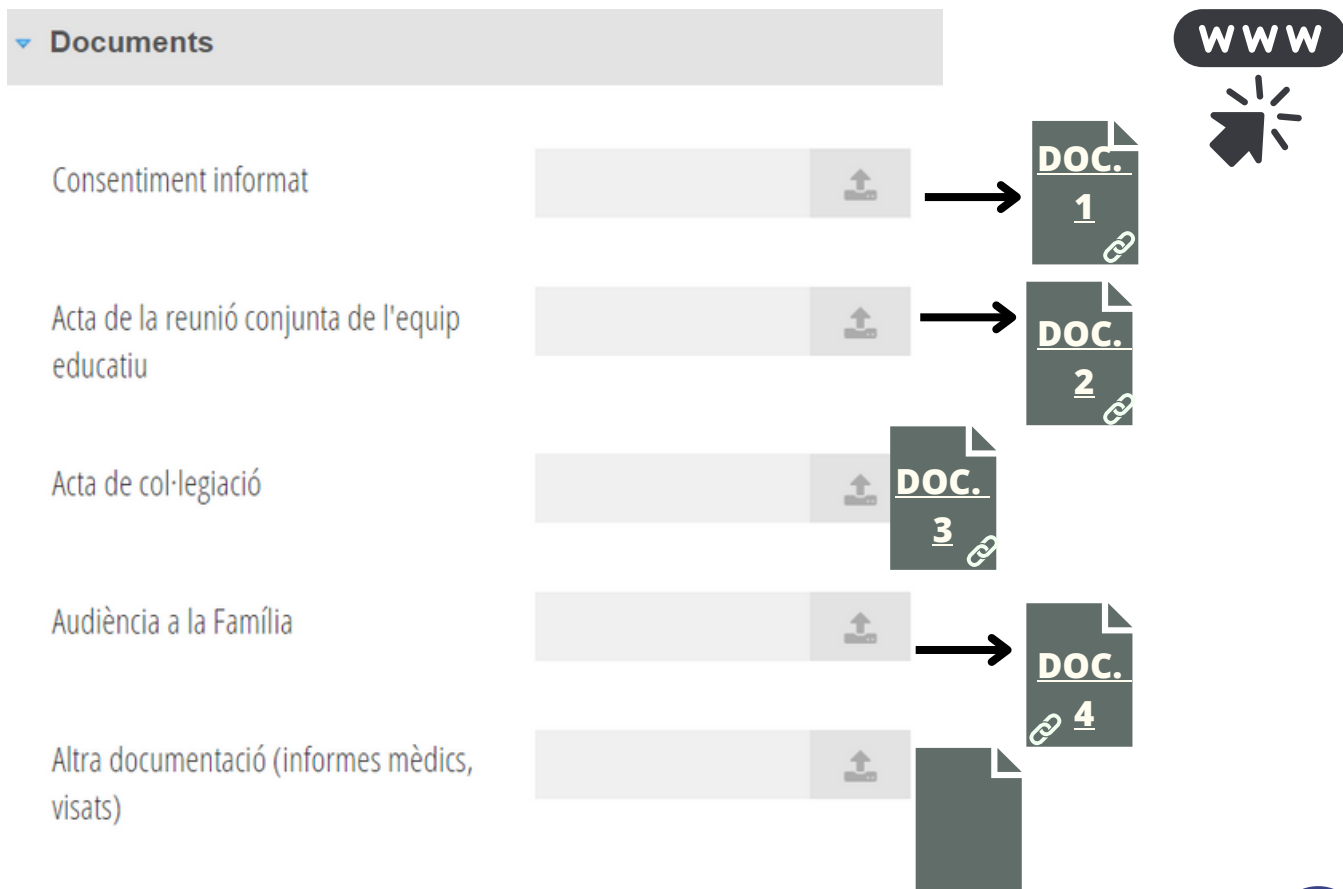 Documents
WWW
Consentiment informat
DOC.
1
Acta de la reunió conjunta de l'equip
educatiu
DOC.
2
Acta de col·legiació
DOC.
3
Audiència a la Família
DOC.
4
Altra documentació (informes mèdics,
visats)